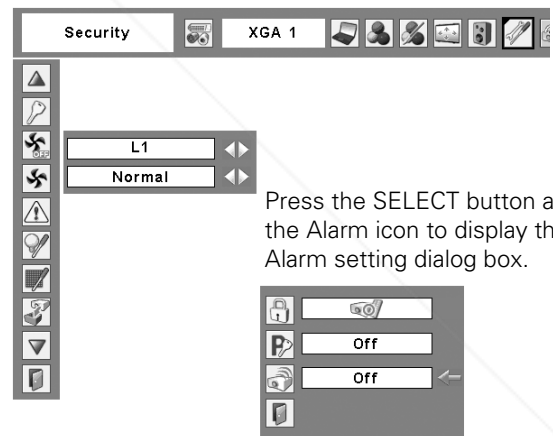 Security
XGA 1
OFF
L1
Normal
Press the SELECT button
the Alarm icon to display
Alarm setting dialog box.
P
Off
Off